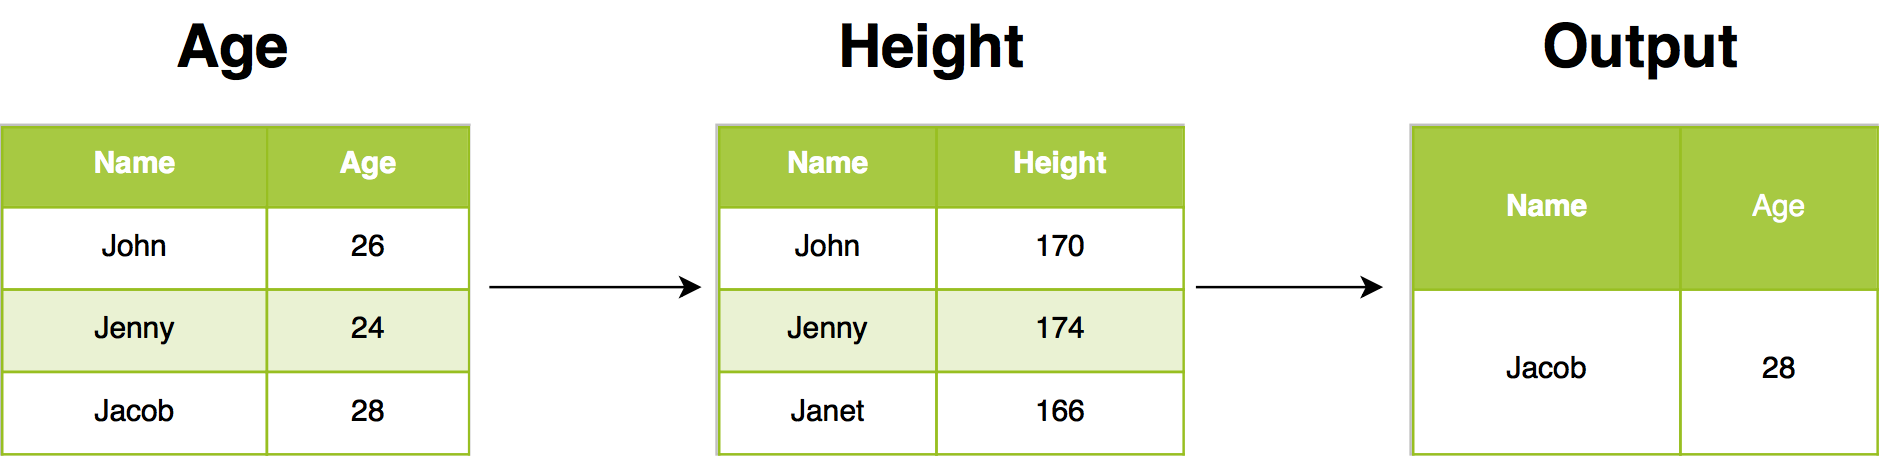 Age
Height
Output
Name Age
John 26
Jenny 24
Jacob 28
Name Height
John 170
Jenny 174
Janet 166
Name Age
Jacob 28